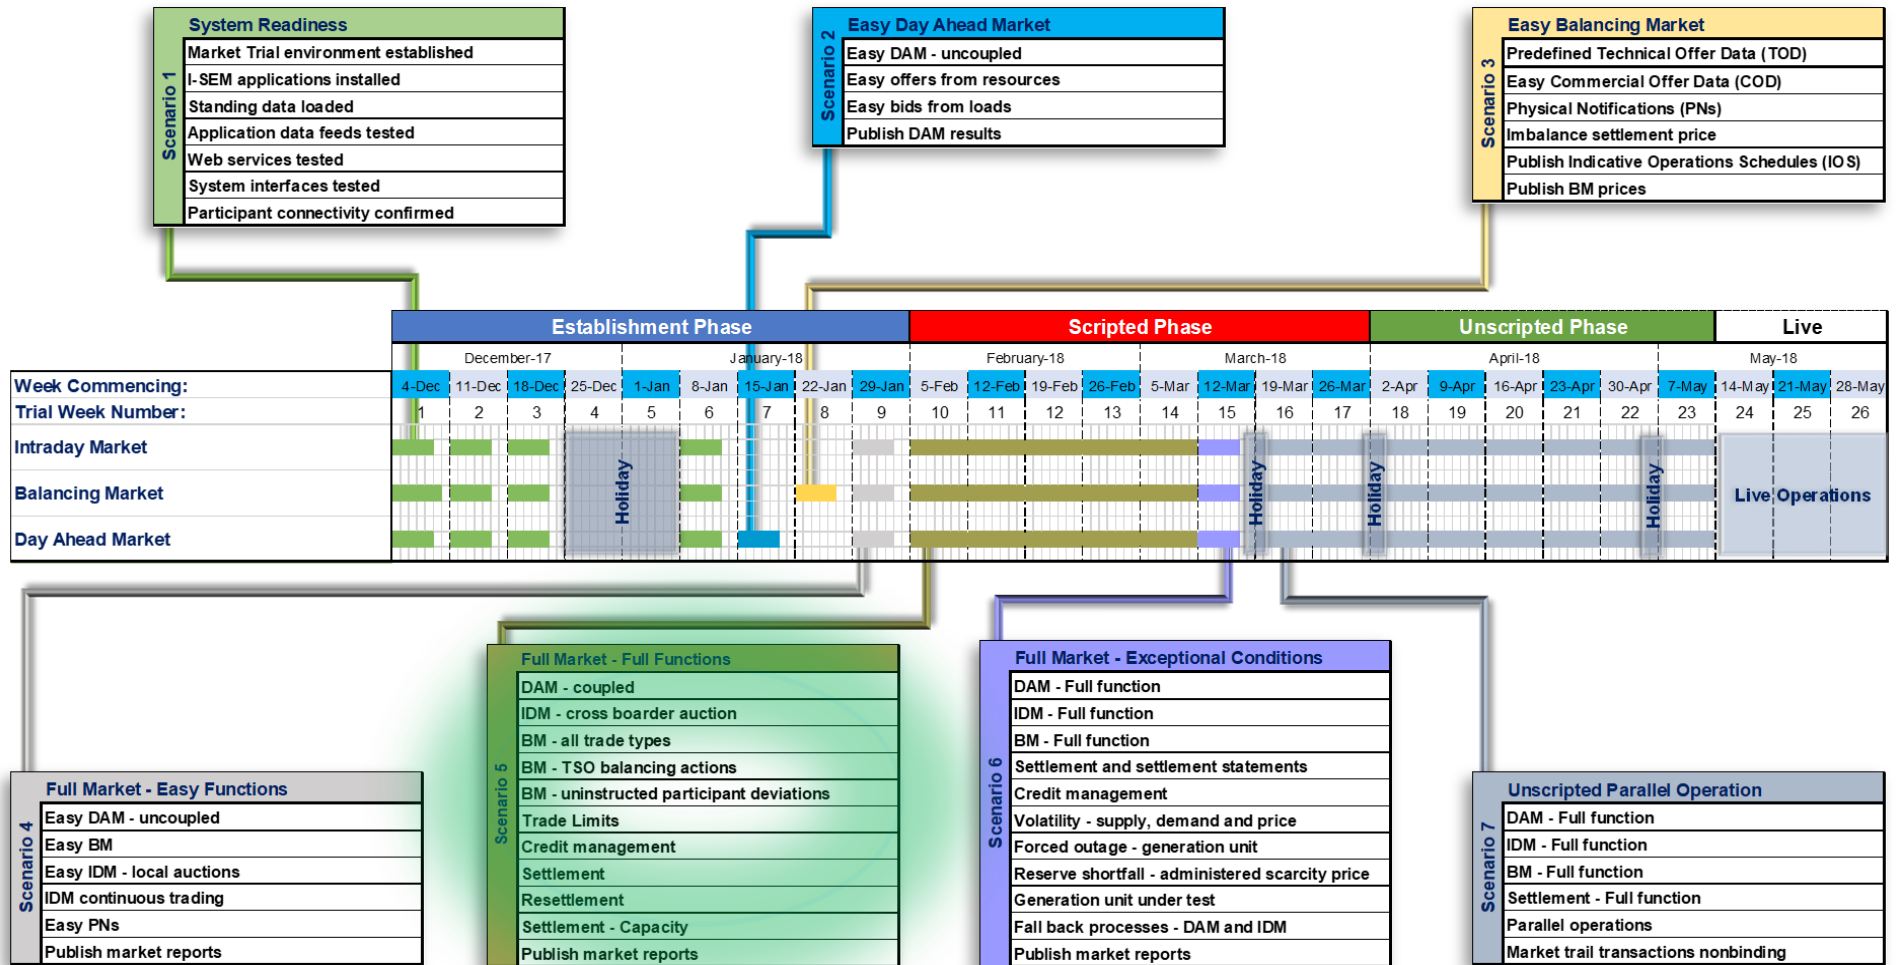 System Readiness
Scenario 1
Market Trial environment established
I-SEM applications installed
Standing data loaded
Application data feeds tested
Web services tested
System interfaces tested
Participant connectivity confirmed
Easy Day Ahead Market
Scenario 2
Easy DAM - uncoupled
Easy offers from resources
Easy bids from loads
Publish DAM results
Easy Balancing Market
Scenario 3
Predefined Technical Offer Data (TOD)
Easy Commercial Offer Data (COD)
Physical Notifications (PNs)
Imbalance settlement price
Publish Indicative Operations Schedules (IOS)
Publish BM prices
Establishment Phase Scripted Phase Unscripted Phase Live
December-17 January-18 February-18 March-18 April-18 May-18
Week Commencing: 4-Dec 11-Dec 18-Dec 25-Dec 1-Jan 8-Jan 15-Jan 22-Jan 29-Jan 5-Feb 12-Feb 19-Feb 26-Feb 5-Mar 12-Mar 19-Mar 26-Mar 2-Apr 9-Apr 16-Apr 23-Apr 30-Apr 7-May 14-May 21-May 28-May
Trial Week Number: 1 2 3 4 5 6 7 8 9 10 11 12 13 14 15 16 17 18 19 20 21 22 23 24 25 26
Intraday Market
Balancing Market
Day Ahead Market
Holiday
Holiday
Holiday
Holiday
Live Operations
Full Market - Easy Functions
Scenario 4
Easy DAM - uncoupled
Easy BM
Easy IDM - local auctions
IDM continuous trading
Easy PNs
Publish market reports
Full Market - Full Functions
Scenario 5
DAM - coupled
IDM - cross boarder auction
BM - all trade types
BM - TSO balancing actions
BM - uninstructed participant deviations
Trade Limits
Credit management
Settlement
Resettlement
Settlement - Capacity
Publish market reports
Full Market - Exceptional Conditions
Scenario 6
DAM - Full function
IDM - Full function
BM - Full function
Settlement and settlement statements
Credit management
Volatility - supply, demand and price
Forced outage - generation unit
Reserve shortfall - administered scarcity price
Generation unit under test
Fall back processes - DAM and IDM
Publish market reports
Unscripted Parallel Operation
Scenario 7
DAM - Full function
IDM - Full function
BM - Full function
Settlement - Full function
Parallel operations
Market trail transactions nonbinding